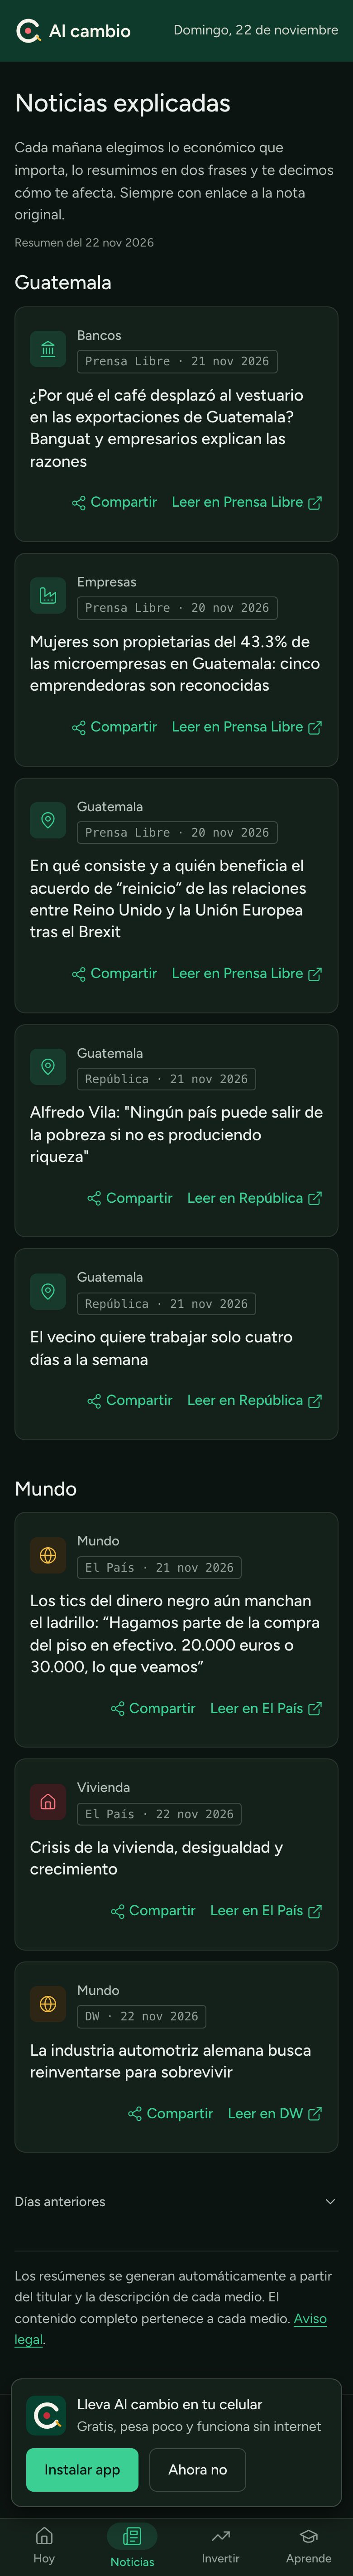 Al cambio
Domingo, 22 de noviembre
Noticias explicadas
Cada mañana elegimos lo económico que
importa, lo resumimos en dos frases y te decimos
cómo te afecta. Siempre con enlace a la nota
original.
Resumen del 22 nov 2026
Guatemala
Bancos
Prensa Libre · 21 nov 2026
¿Por qué el café desplazó al vestuario
en las exportaciones de Guatemala?
Banguat y empresarios explican las
razones
Compartir
Leer en Prensa Libre
Empresas
Prensa Libre · 20 nov 2026
Mujeres son propietarias del 43.3% de
las microempresas en Guatemala: cinco
emprendedoras son reconocidas
Compartir
Leer en Prensa Libre
Guatemala
Prensa Libre · 20 nov 2026
En qué consiste y a quién beneficia el
acuerdo de “reinicio” de las relaciones
entre Reino Unido y la Unión Europea
tras el Brexit
Compartir
Leer en Prensa Libre
Guatemala
República · 21 nov 2026
Alfredo Vila: "Ningún país puede salir de
la pobreza si no es produciendo
riqueza"
Compartir
Leer en República
Guatemala
República · 21 nov 2026
El vecino quiere trabajar solo cuatro
días a la semana
Compartir
Leer en República
Mundo
Mundo
El País · 21 nov 2026
Los tics del dinero negro aún manchan
el ladrillo: “Hagamos parte de la compra
del piso en efectivo. 20.000 euros o
30.000, lo que veamos”
Compartir
Leer en El País
Vivienda
El País · 22 nov 2026
Crisis de la vivienda, desigualdad y
crecimiento
Compartir
Leer en El País
Mundo
DW · 22 nov 2026
La industria automotriz alemana busca
reinventarse para sobrevivir
Compartir
Leer en DW
Días anteriores
Los resúmenes se generan automáticamente a partir
del titular y la descripción de cada medio. El
contenido completo pertenece a cada medio. Aviso
legal.
Lleva Al cambio en tu celular
Gratis, pesa poco y funciona sin internet
Instalar app
Ahora no
Hoy
Noticias
Invertir
Aprende